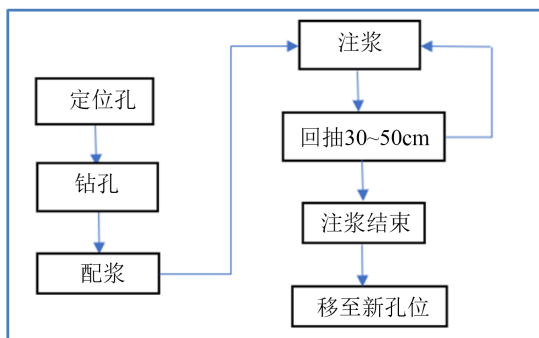 定位孔
钻孔
配浆
注浆
回抽30~50cm
注浆结束
移至新孔位